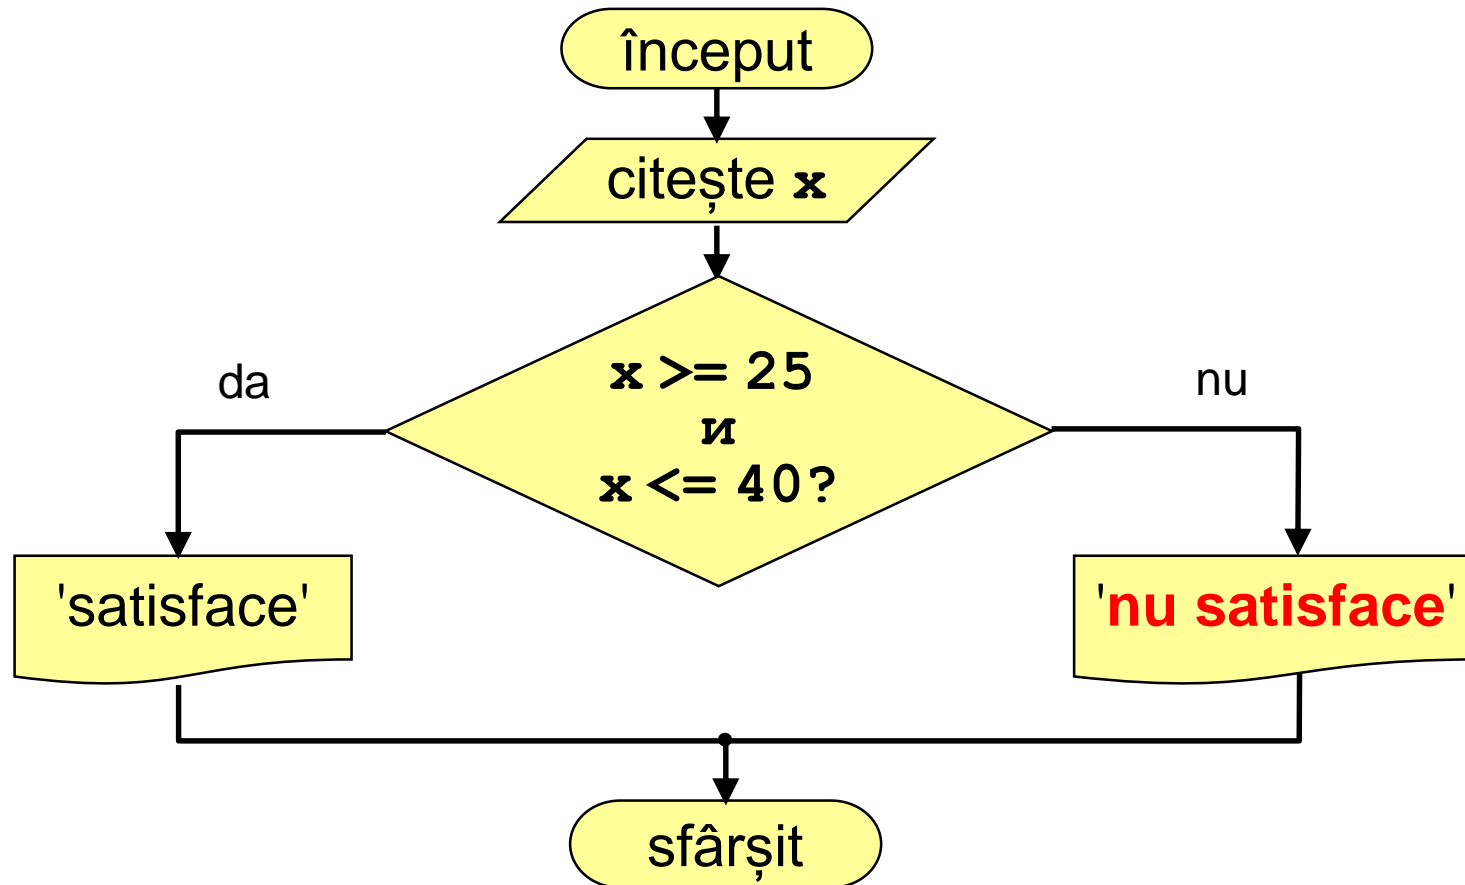 început
citește x
da
nu
x >= 25
и
x <= 40?
'satisface'
'nu satisface'
sfârșit